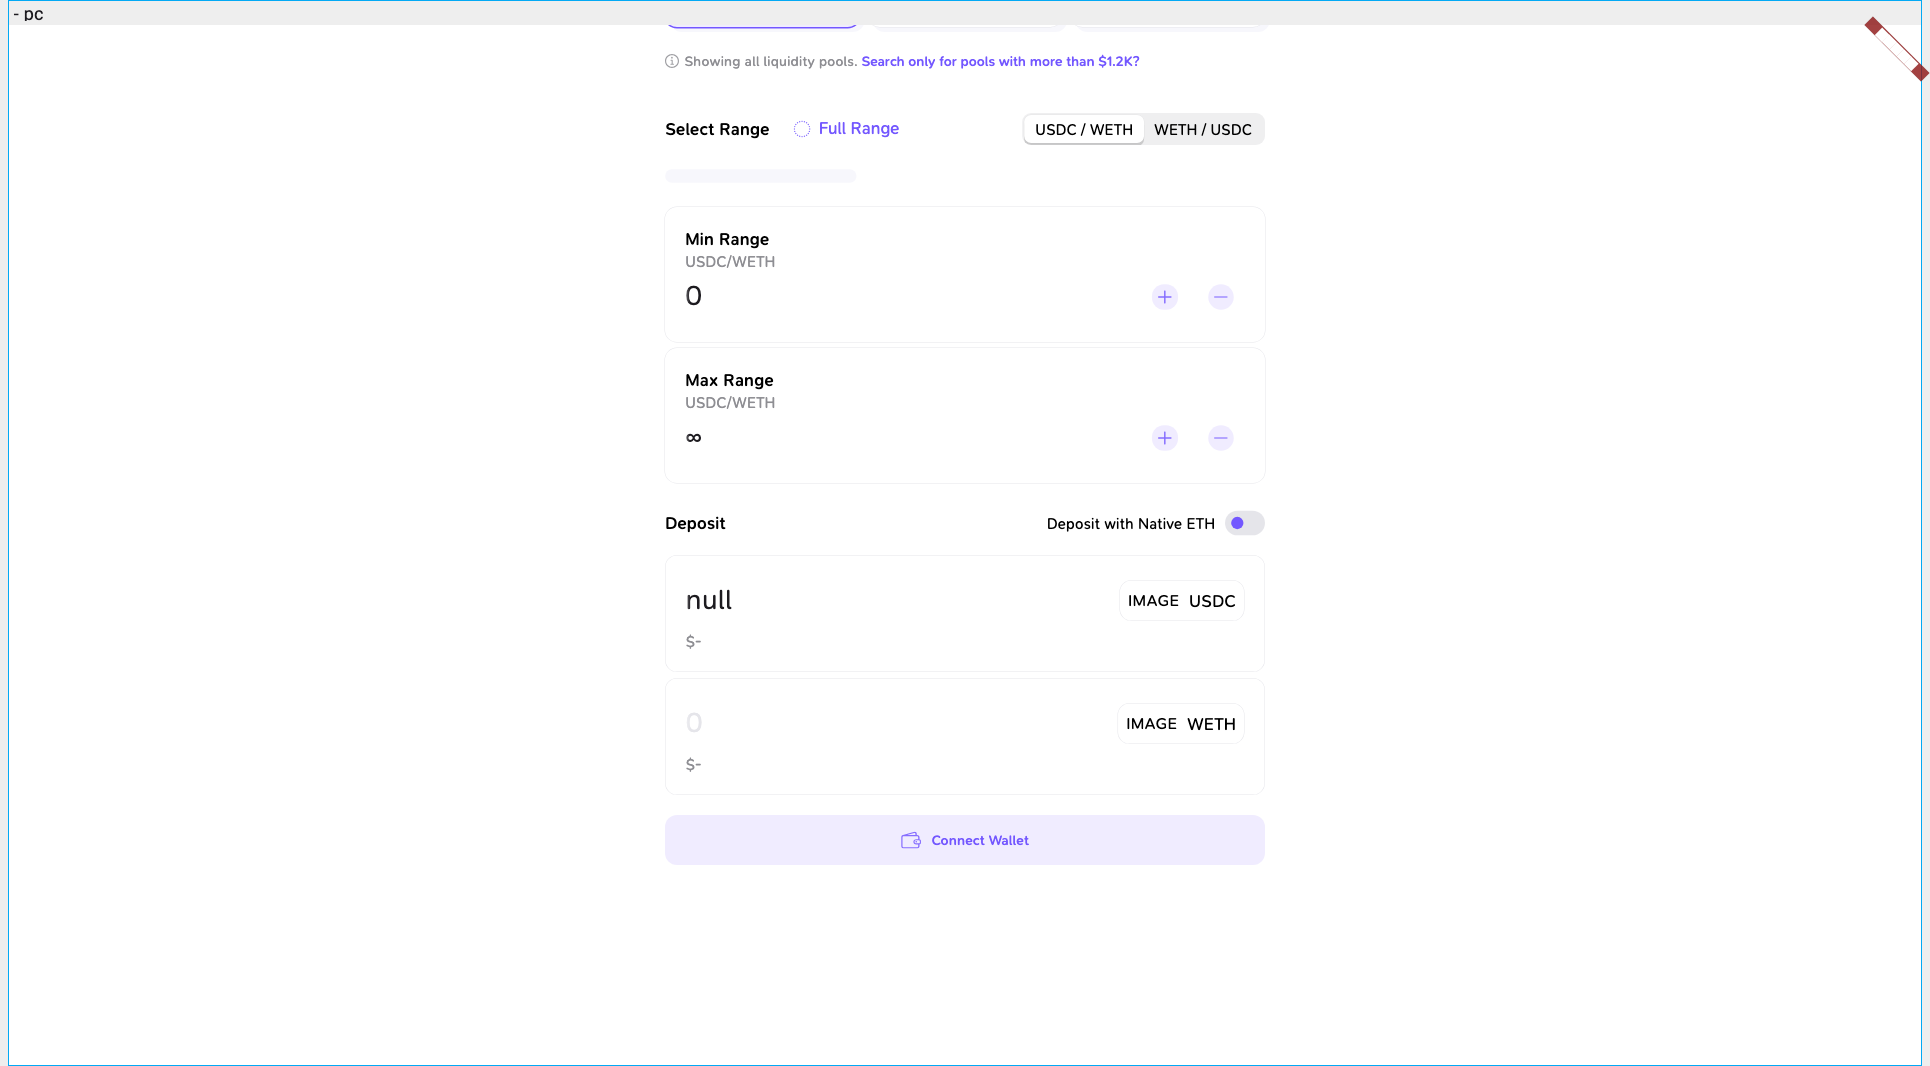 - pc
Showing all liquidity pools. Search only for pools with more than $1.2K?
Select Range Full Range USDC / WETH WETH / USDC
Min Range
USDC/WETH
0
Max Range
USDC/WETH
∞
Deposit Deposit with Native ETH
null IMAGE USDC
$-
0 IMAGE WETH
$-
Connect Wallet